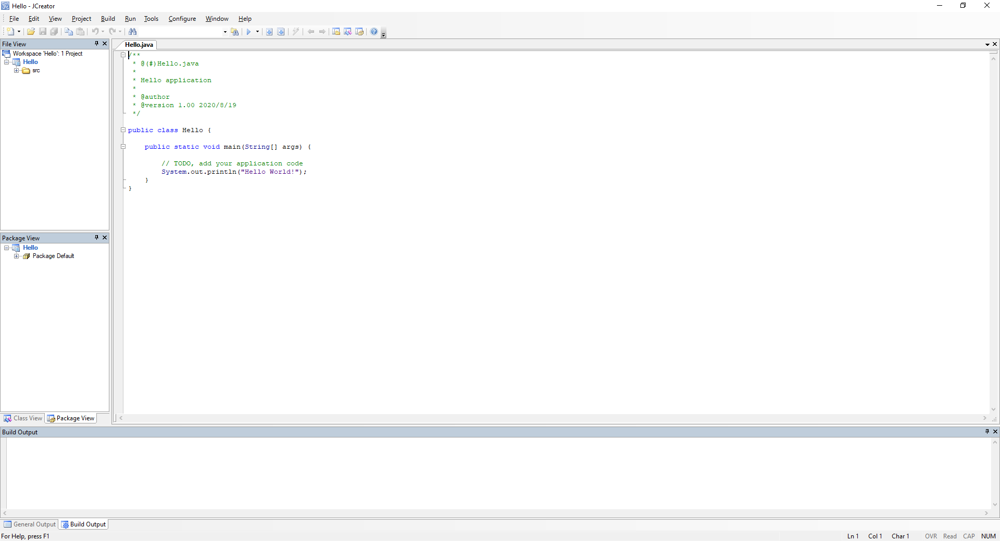 Hello - JCreator
File Edit View Project Build Run Tools Configure Window Help
File View
Workspace 'Hello': 1 Project
Hello
src
Hello.java
/**
 * @(#)Hello.java
 *
 * Hello application
 *
 * @author
 * @version 1.00 2020/8/19
 */
public class Hello {
    public static void main(String[] args) {
        // TODO, add your application code
        System.out.println("Hello World!");
    }
}
Package View
Hello
Package Default
Class View Package View
Build Output
General Output Build Output
For Help, press F1
Ln 1 Col 1 Char 1 OVR Read CAP NUM